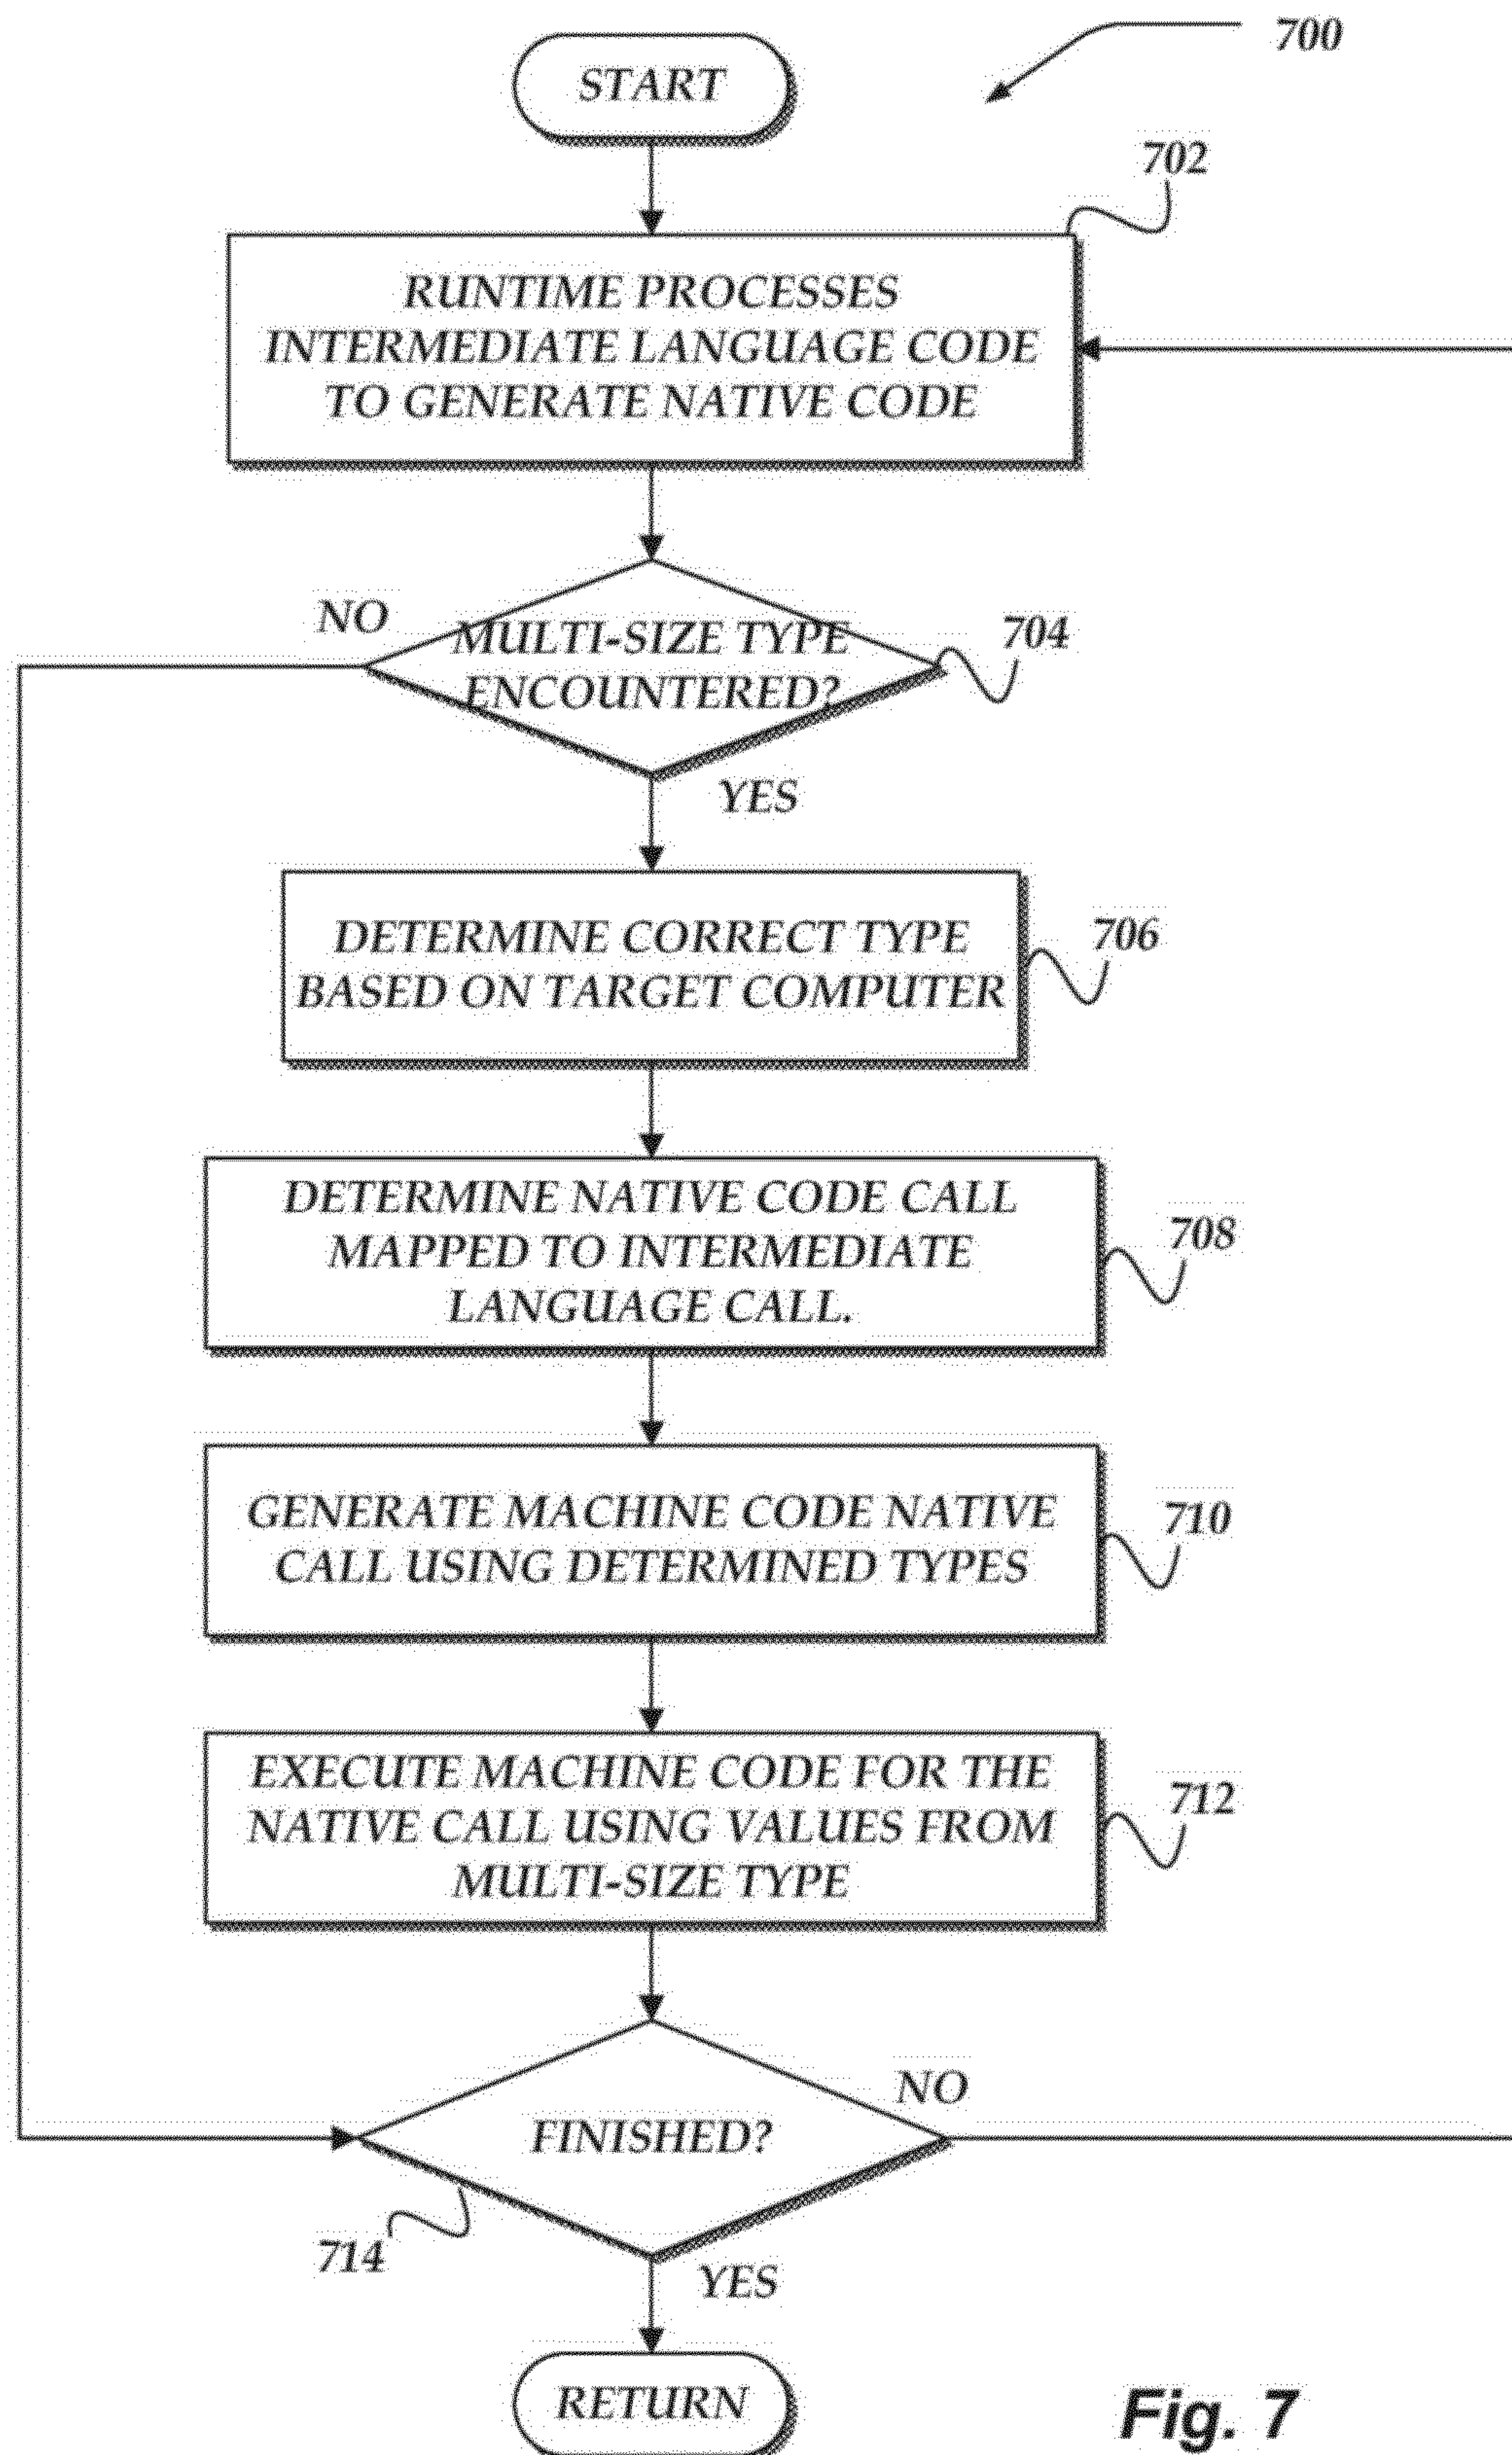 700
START
702
RUNTIME PROCESSES
INTERMEDIATE LANGUAGE CODE
TO GENERATE NATIVE CODE
NO
MULTI-SIZE TYPE
ENCOUNTERED?
704
YES
DETERMINE CORRECT TYPE
BASED ON TARGET COMPUTER
706
DETERMINE NATIVE CODE CALL
MAPPED TO INTERMEDIATE
LANGUAGE CALL.
708
GENERATE MACHINE CODE NATIVE
CALL USING DETERMINED TYPES
710
EXECUTE MACHINE CODE FOR THE
NATIVE CALL USING VALUES FROM
MULTI-SIZE TYPE
712
NO
FINISHED?
714
YES
RETURN
Fig. 7